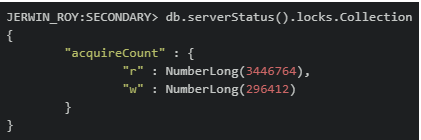 JERWIN_ROY:SECONDARY> db.serverStatus().locks.Collection
{
        "acquireCount" : {
                "r" : NumberLong(3446764),
                "w" : NumberLong(296412)
        }
}